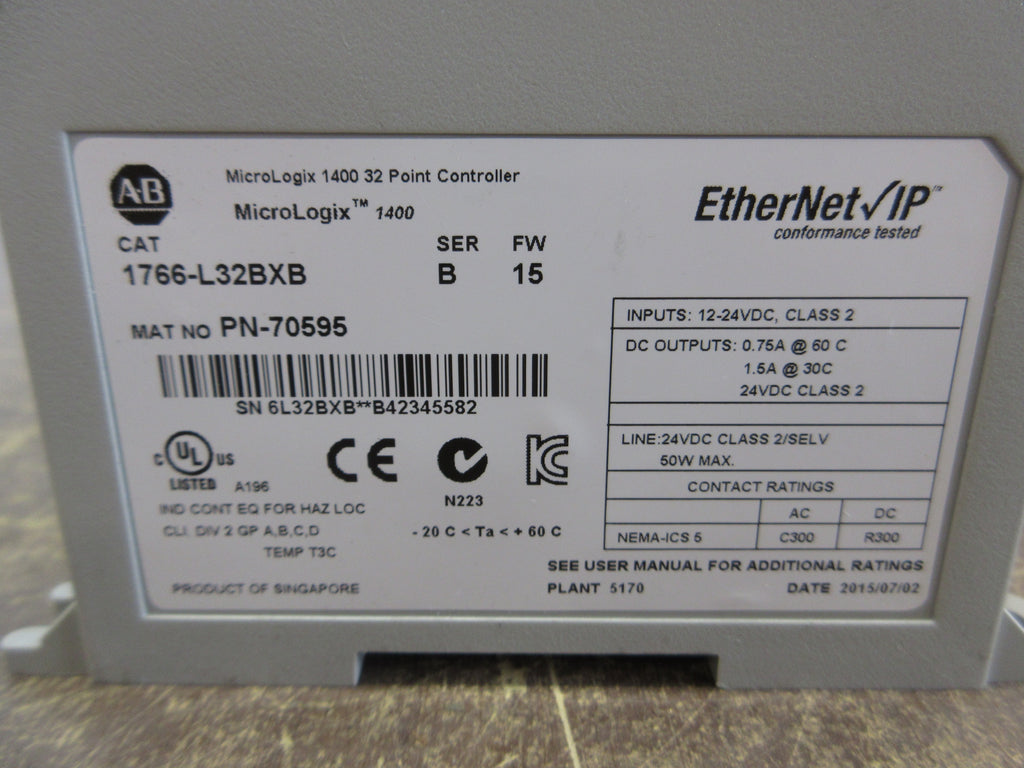 A-B
MicroLogix 1400 32 Point Controller
MicroLogix™ 1400
EtherNet/IP™
conformance tested
CAT SER FW
1766-L32BXB B 15
MAT NO PN-70595
SN 6L32BXB**B42345582
C UL US
LISTED A196
CE
N223
IND CONT EQ FOR HAZ LOC
CLI, DIV 2 GP A,B,C,D
TEMP T3C
- 20 C < Ta < + 60 C
PRODUCT OF SINGAPORE
INPUTS: 12-24VDC, CLASS 2
DC OUTPUTS: 0.75A @ 60 C
1.5A @ 30C
24VDC CLASS 2
LINE:24VDC CLASS 2/SELV
50W MAX.
CONTACT RATINGS
AC DC
NEMA-ICS 5 C300 R300
SEE USER MANUAL FOR ADDITIONAL RATINGS
PLANT 5170 DATE 2015/07/02